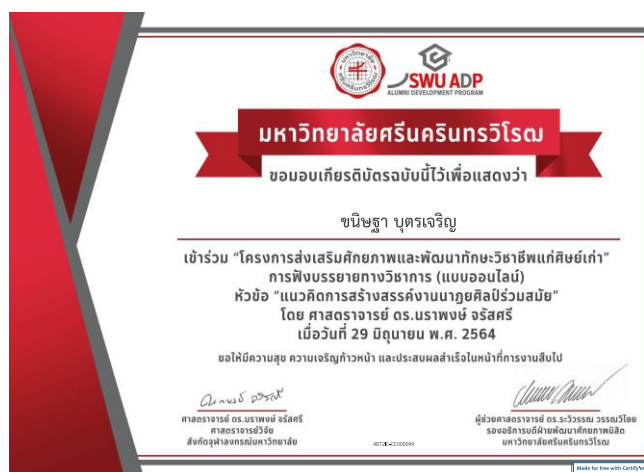 มหาวิทยาลัย
ศรีนครินทรวิโรฒ
SWU ADP
ALUMNI DEVELOPMENT PROGRAM
มหาวิทยาลัยศรีนครินทรวิโรฒ
ขอมอบเกียรติบัตรฉบับนี้ไว้เพื่อแสดงว่า
ขนิษฐา บุตรเจริญ
เข้าร่วม “โครงการส่งเสริมศักยภาพและพัฒนาทักษะวิชาชีพแก่ศิษย์เก่า”
การฟังบรรยายทางวิชาการ (แบบออนไลน์)
หัวข้อ “แนวคิดการสร้างสรรค์งานนาฏยศิลป์ร่วมสมัย”
โดย ศาสตราจารย์ ดร.นราพงษ์ จรัสศรี
เมื่อวันที่ 29 มิถุนายน พ.ศ. 2564
ขอให้มีความสุข ความเจริญก้าวหน้า และประสบผลสำเร็จในหน้าที่การงานสืบไป
ศาสตราจารย์ ดร.นราพงษ์ จรัสศรี
ศาสตราจารย์วิจัย
สังกัดจุฬาลงกรณ์มหาวิทยาลัย
ผู้ช่วยศาสตราจารย์ ดร.ระวิวรรณ วรรณวิไชย
รองอธิการบดีฝ่ายพัฒนาศักยภาพนิสิต
มหาวิทยาลัยศรีนครินทรวิโรฒ
Made for free with Certify'em